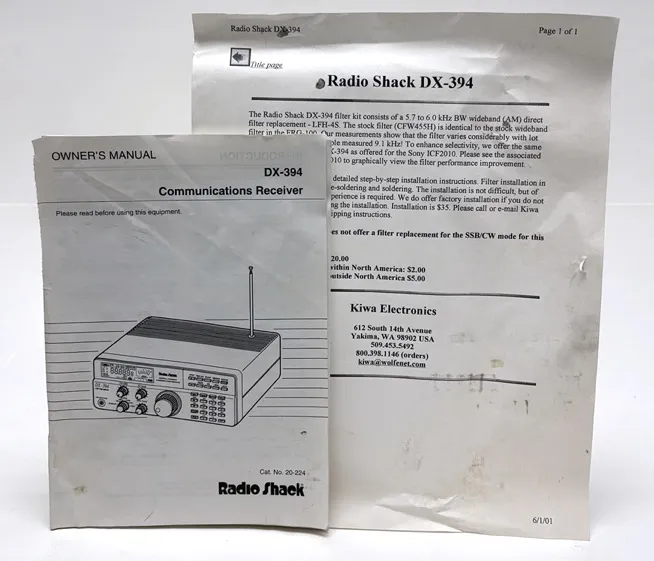 Radio Shack DX-394
Page 1 of 1
Title page
Radio Shack DX-394
The Radio Shack DX-394 filter kit consists of a 5.7 to 6.0 kHz BW wideband (AM) direct
filter replacement - LFH-4S. The stock filter (CFW455H) is identical to the stock wideband
filter in the FRG-100. Our measurements show that the filter varies considerably with lot
ple measured 9.1 kHz! To enhance selectivity, we offer the same
X-394 as offered for the Sony ICF2010. Please see the associated
010 to graphically view the filter performance improvement.
detailed step-by-step installation instructions. Filter installation in
e-soldering and soldering. The installation is not difficult, but of
perience is required. We do offer factory installation if you do not
ng the installation. Installation is $35. Please call or e-mail Kiwa
ipping instructions.
es not offer a filter replacement for the SSB/CW mode for this
20.00
within North America: $2.00
outside North America $5.00
Kiwa Electronics
612 South 14th Avenue
Yakima, WA 98902 USA
509.453.5492
800.398.1146 (orders)
kiwa@wolfenet.com
6/1/01
OWNER'S MANUAL
DX-394
Communications Receiver
Please read before using this equipment.
Radio Shack
Cat. No. 20-224
Radio Shack